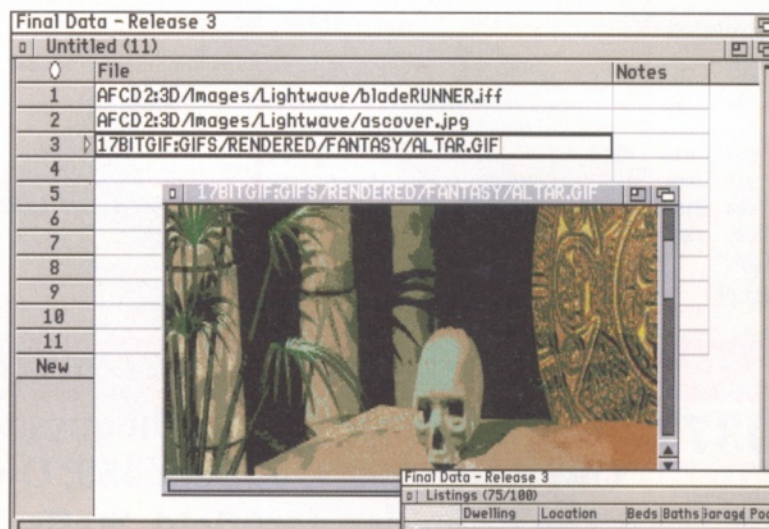 Final Data - Release 3
Untitled (11)
File Notes
1 AFCD2:3D/Images/Lightwave/bladeRUNNER.iff
2 AFCD2:3D/Images/Lightwave/ascover.jpg
3 17BITGIF:GIFS/RENDERED/FANTASY/ALTAR.GIF
4
5
17BITGIF:GIFS/RENDERED/FANTASY/ALTAR.GIF
6
7
8
9
10
11
New
Final Data - Release 3
Listings (75/100)
Dwelling Location Beds Baths Garage